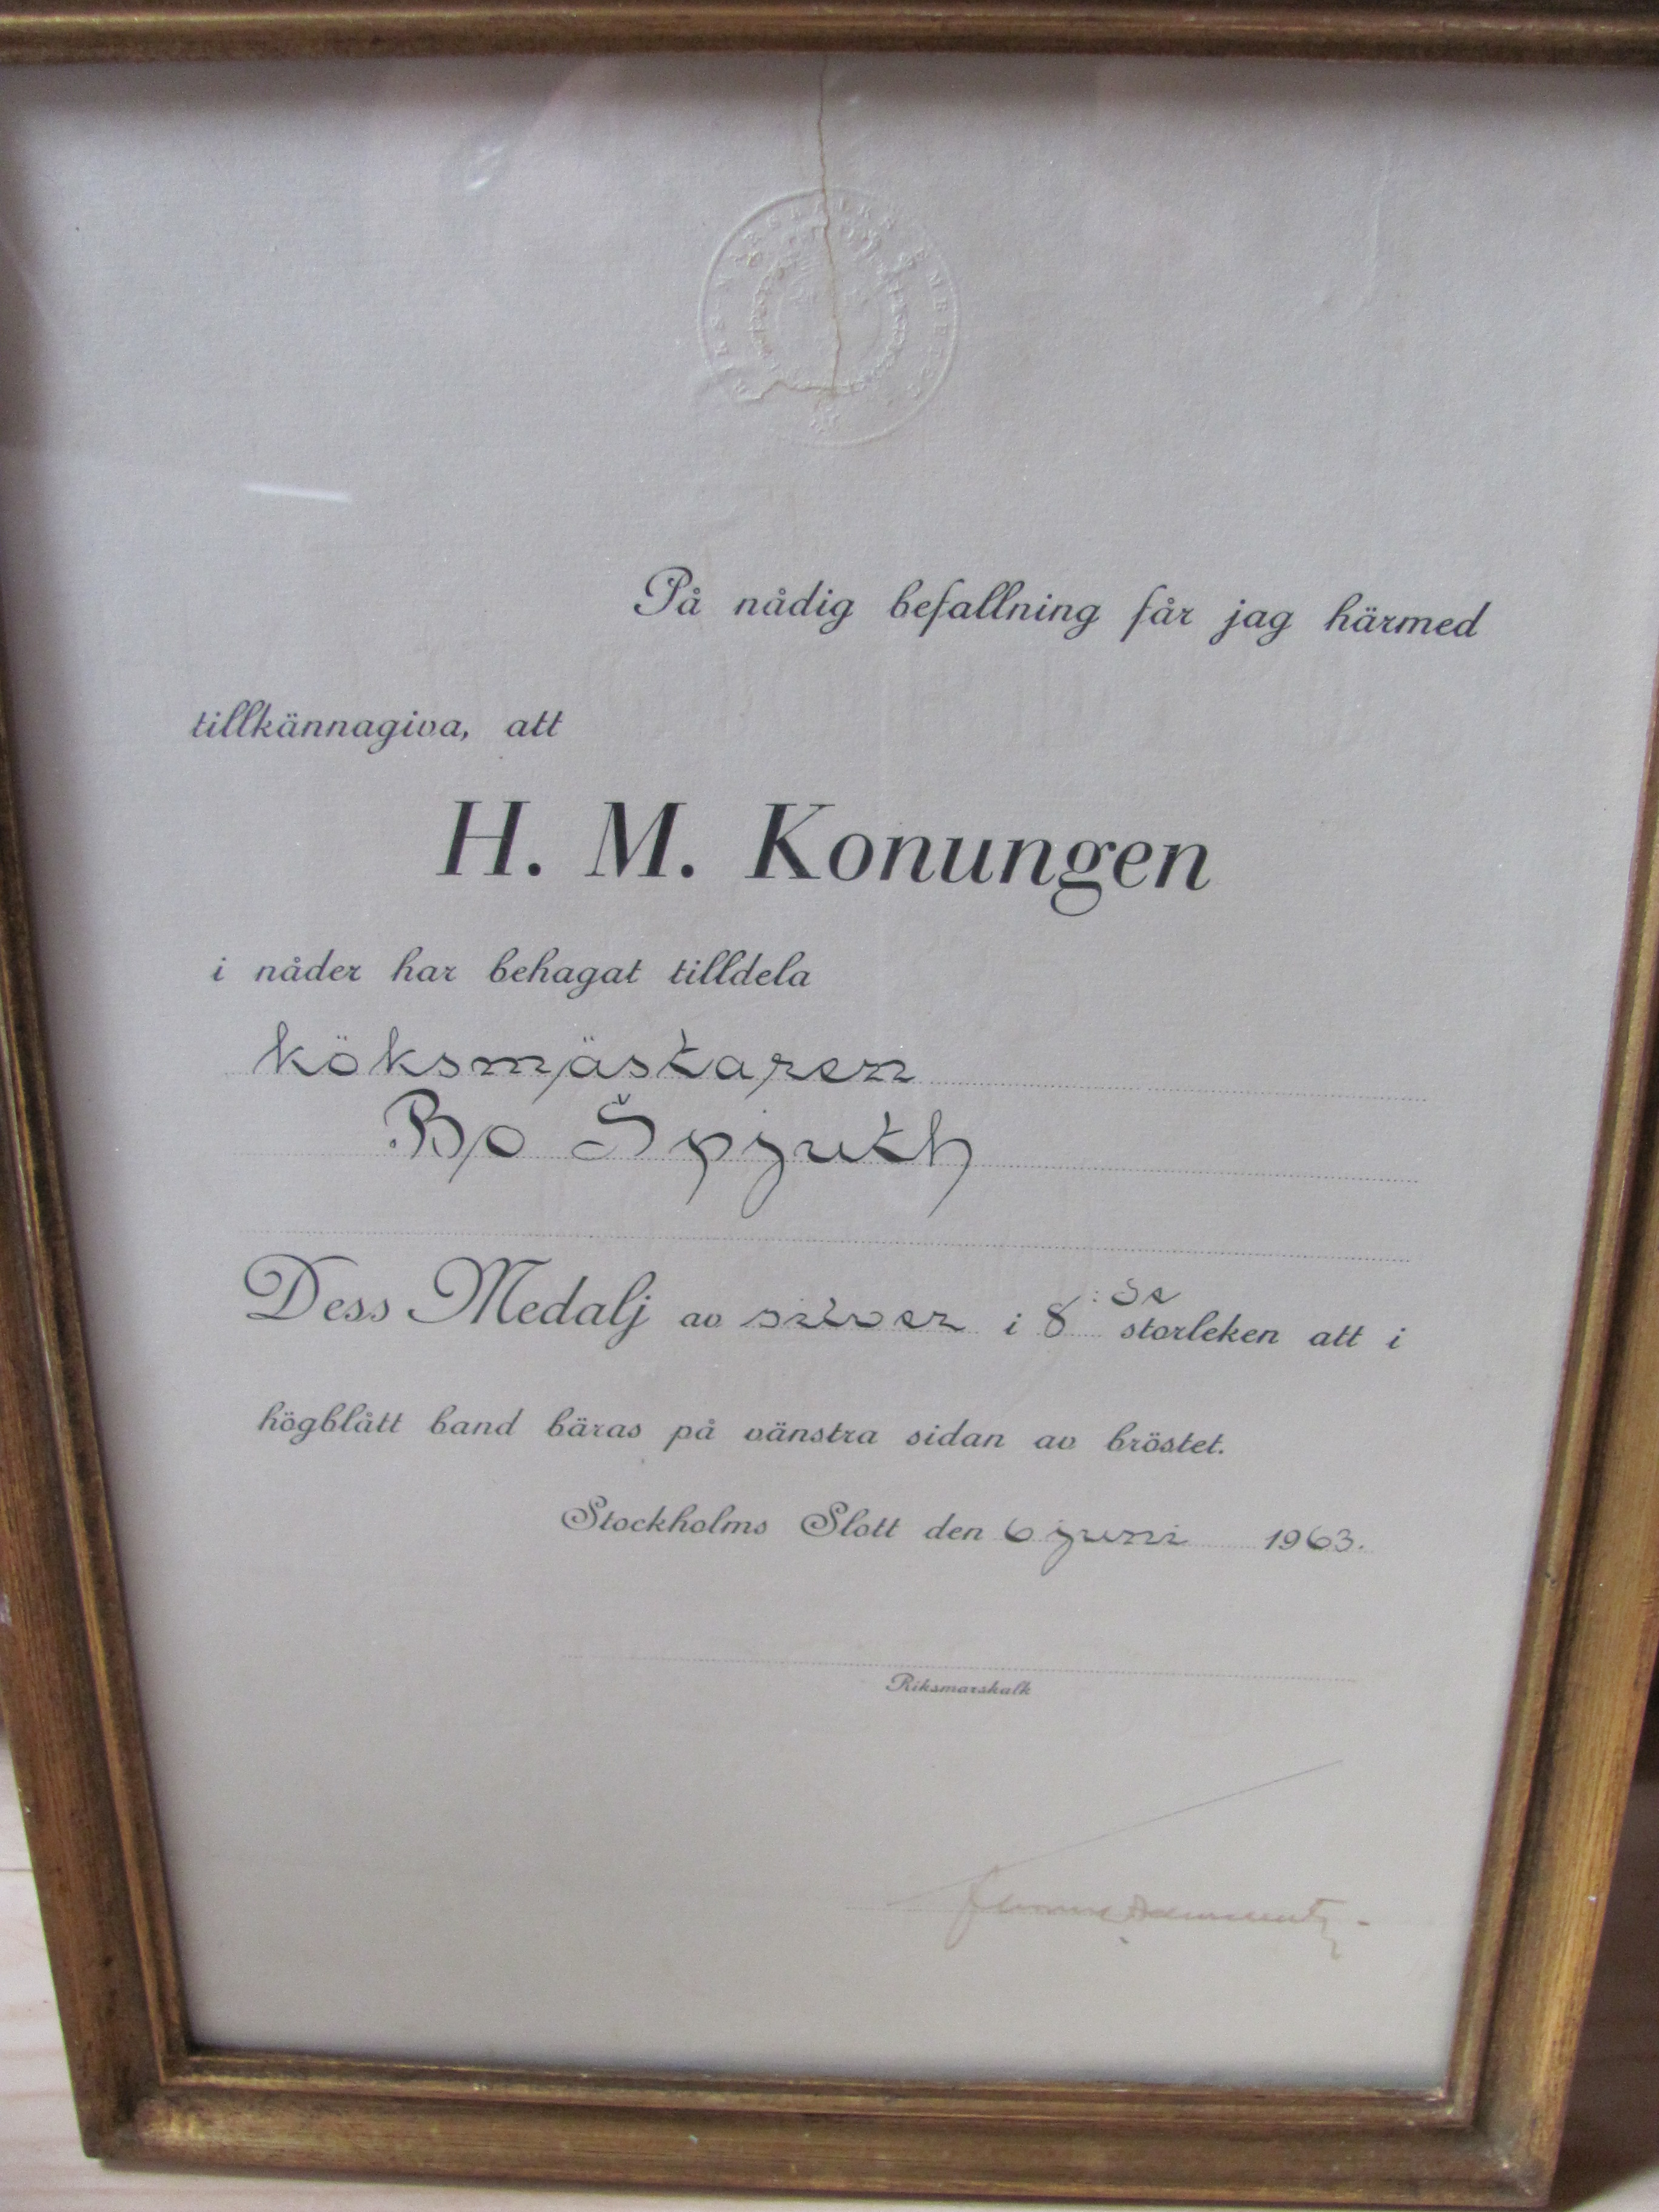 På nådig befallning får jag härmed
tillkännagiva, att
H. M. Konungen
i nåder har behagat tilldela
köksmästaren
Bo Spjuth
Dess Medalj av silver i 8:de storleken att i
högblått band bäras på vänstra sidan av bröstet.
Stockholms Slott den 6 juni 1963.
Riksmarskalk